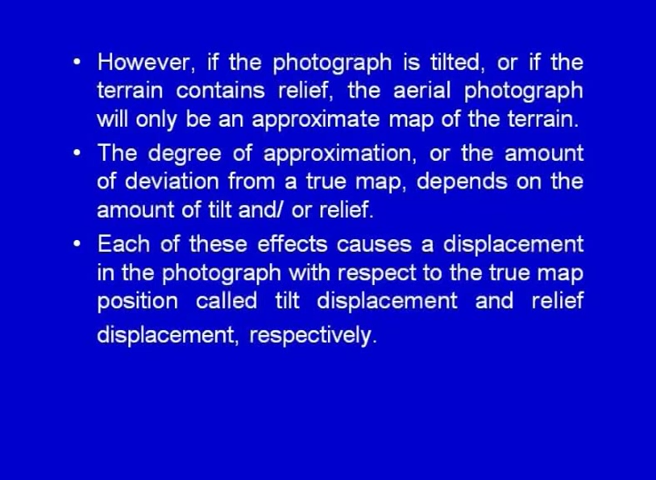 • However, if the photograph is tilted, or if the
terrain contains relief, the aerial photograph
will only be an approximate map of the terrain.
• The degree of approximation, or the amount
of deviation from a true map, depends on the
amount of tilt and/ or relief.
• Each of these effects causes a displacement
in the photograph with respect to the true map
position called tilt displacement and relief
displacement, respectively.